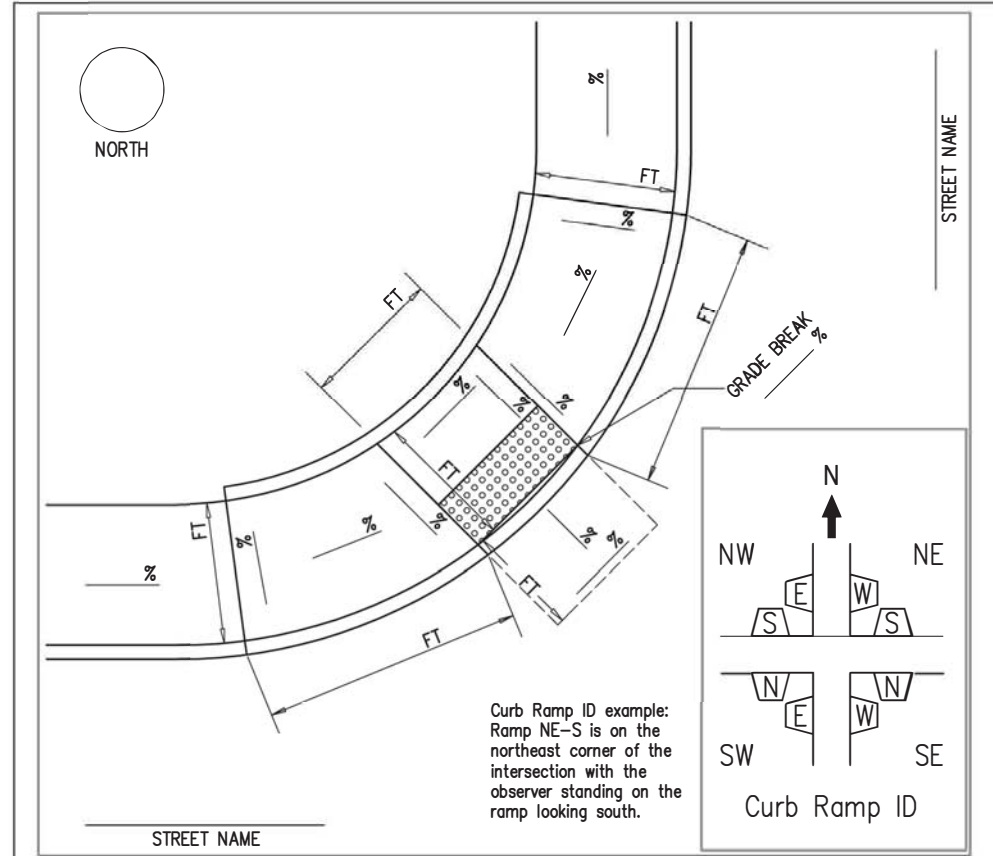 NORTH
%
FT
%
%
STREET NAME
FT
FT
GRADE BREAK
%
%
%
%
FT
%
%
%
%
%
FT
%
%
FT
FT
Curb Ramp ID example:
Ramp NE-S is on the
northeast corner of the
intersection with the
observer standing on the
ramp looking south.
STREET NAME
N
NW
NE
E
W
S
S
N
N
E
W
SW
SE
Curb Ramp ID